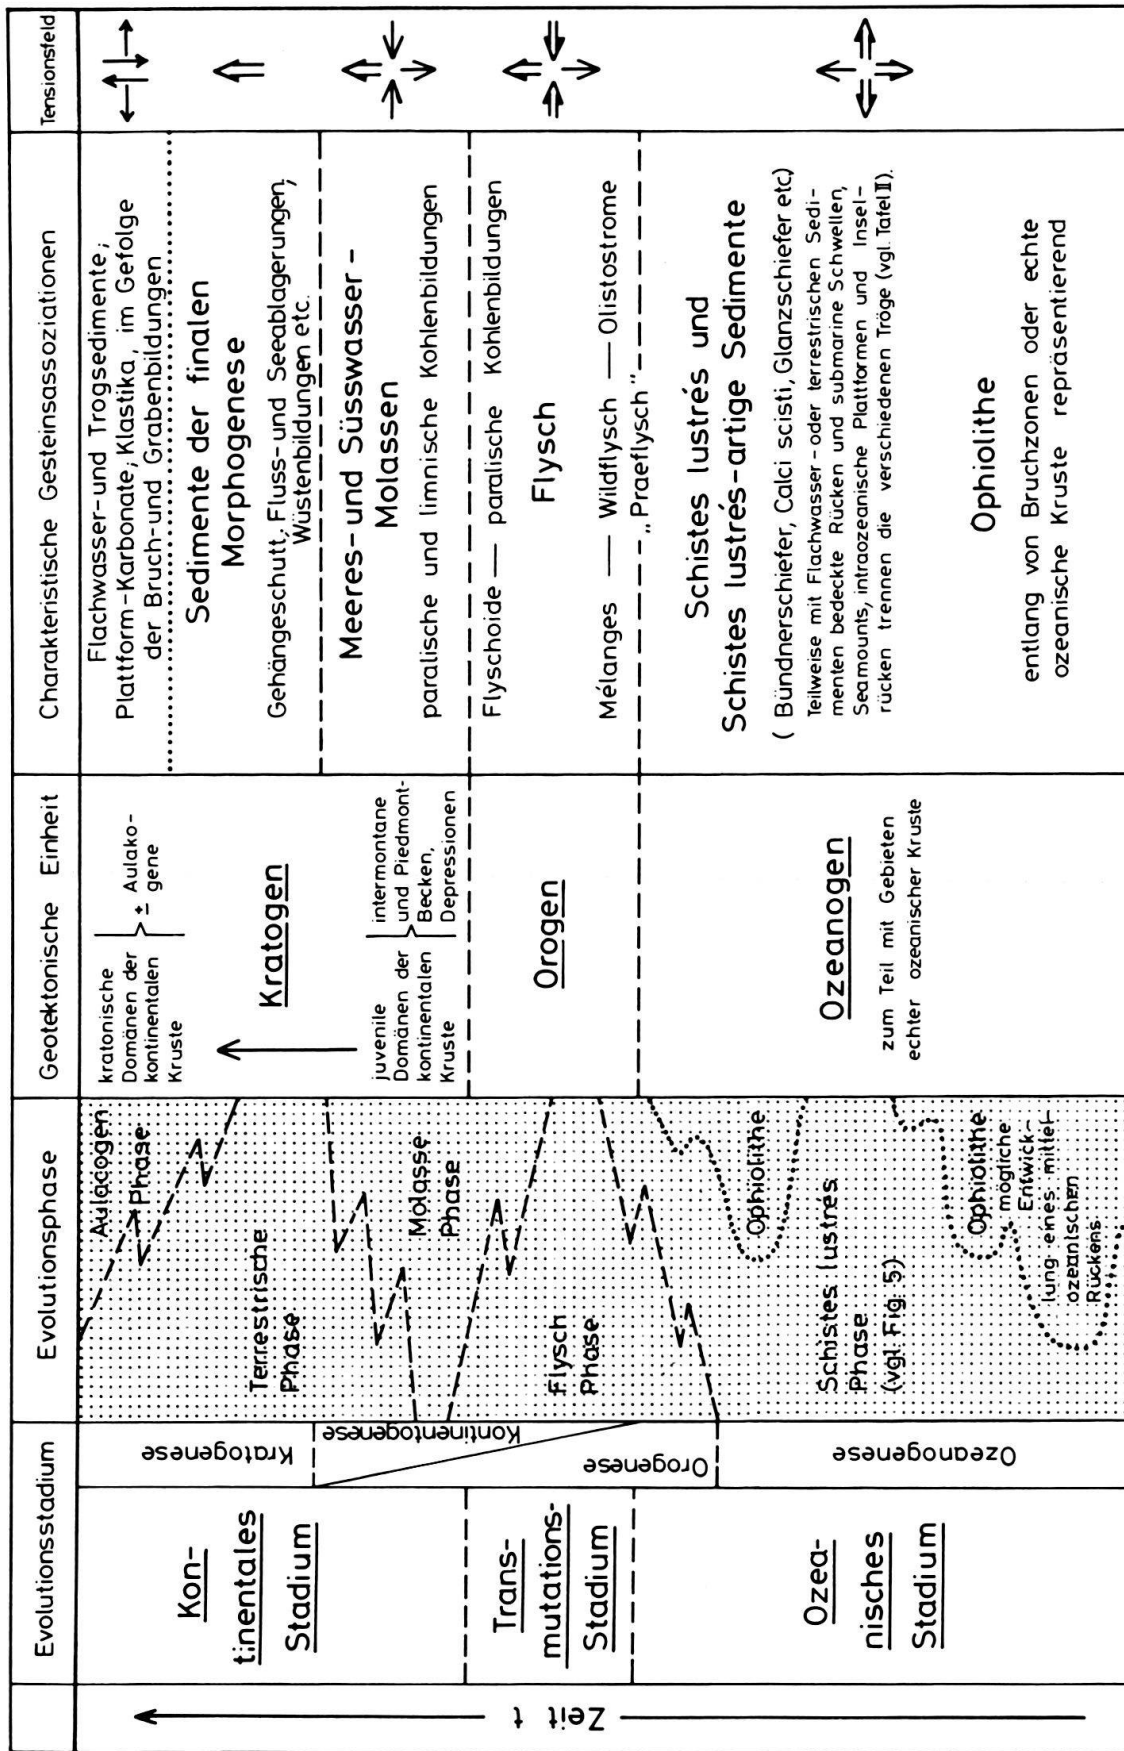 Zeit t
Evolutionsstadium
Kon-
tinentales
Stadium
Trans-
mutations-
Stadium
Ozea-
nisches
Stadium
Kratogenese
Kontinentogenese
Orogenese
Ozeanogenese
Evolutionsphase
Aulacogen
Phase
Terrestrische
Phase
Molasse
Phase
Flysch
Phase
Ophiolithe
Schistes lustres
Phase
(vgl. Fig. 5)
Ophiolithe
mögliche
Entwick-
lung eines mittel-
ozeanischen
Rückens
Geotektonische Einheit
kratonische
Domänen der
kontinentalen
Kruste
± Aulako-
gene
Kratogen
juvenile
Domänen der
kontinentalen
Kruste
intermontane
und Piedmont-
Becken,
Depressionen
Orogen
Ozeanogen
zum Teil mit Gebieten
echter ozeanischer Kruste
Charakteristische Gesteinsassoziationen
Flachwasser-und Trogsedimente,
Plattform-Karbonate, Klastika, im Gefolge
der Bruch-und Grabenbildungen
Sedimente der finalen
Morphogenese
Gehängeschutt, Fluss-und Seeablagerungen,
Wüstenbildungen etc.
Meeres-und Süsswasser-
Molassen
paralische und limnische Kohlenbildungen
Flyschoide — paralische Kohlenbildungen
Flysch
Mélanges — Wildflysch — Olistostrome
„Praeflysch“
Schistes lustrés und
Schistes lustrés-artige Sedimente
( Bündnerschiefer, Calci scisti, Glanzschiefer etc)
Teilweise mit Flachwasser-oder terrestrischen Sedi-
menten bedeckte Rücken und submarine Schwellen,
Seamounts, intraozeanische Plattformen und Insel-
rücken trennen die verschiedenen Tröge (vgl. Tafel II).
Ophiolithe
entlang von Bruchzonen oder echte
ozeanische Kruste repräsentierend
Tensionsfeld